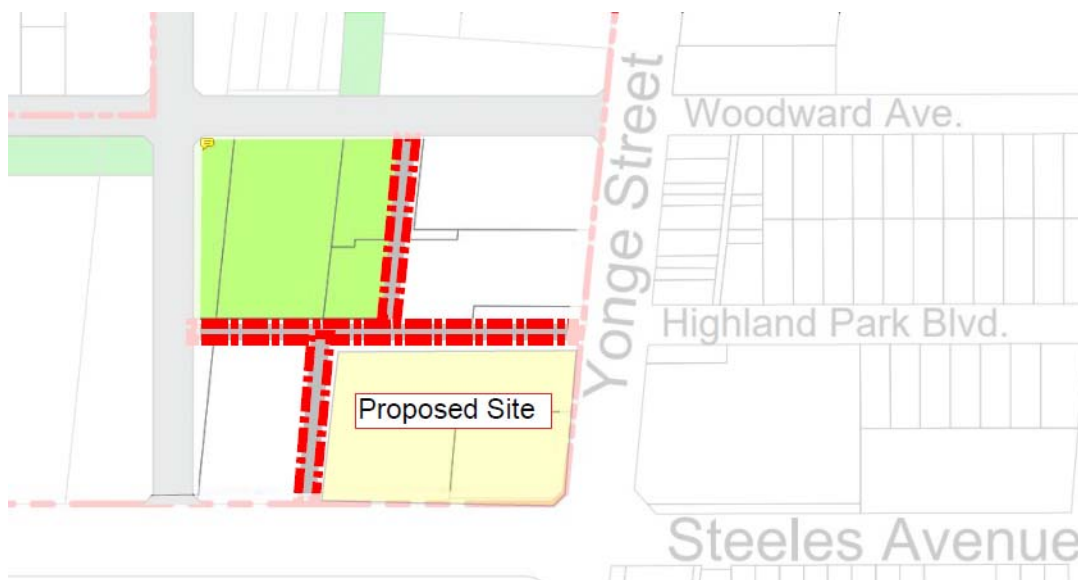 Woodward Ave.
Yonge Street
Highland Park Blvd.
Proposed Site
Steeles Avenue